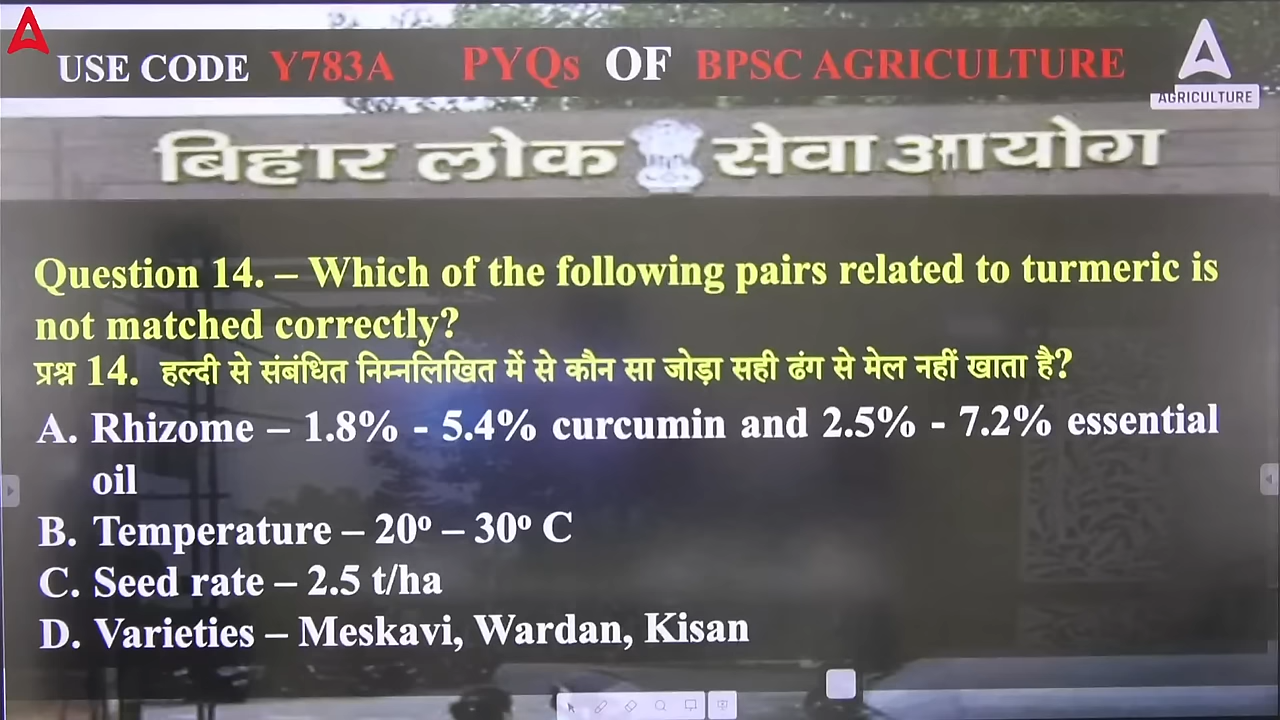 USE CODE Y783A PYQs OF BPSC AGRICULTURE
AGRICULTURE
बिहार लोक सेवा आयोग
Question 14. – Which of the following pairs related to turmeric is
not matched correctly?
प्रश्न 14. हल्दी से संबंधित निम्नलिखित में से कौन सा जोड़ा सही ढंग से मेल नहीं खाता है?
A. Rhizome – 1.8% - 5.4% curcumin and 2.5% - 7.2% essential
oil
B. Temperature – 20º – 30º C
C. Seed rate – 2.5 t/ha
D. Varieties – Meskavi, Wardan, Kisan